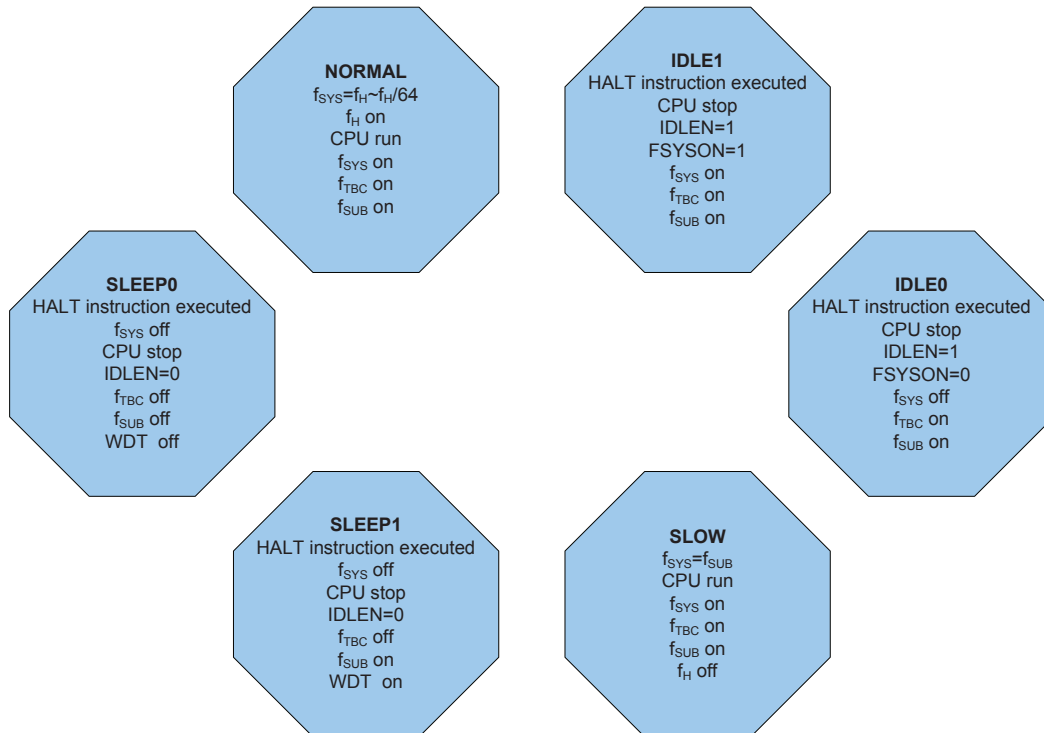 NORMAL
fSYS=fH~fH/64
fH on
CPU run
fSYS on
fTBC on
fSUB on
IDLE1
HALT instruction executed
CPU stop
IDLEN=1
FSYSON=1
fSYS on
fTBC on
fSUB on
SLEEP0
HALT instruction executed
fSYS off
CPU stop
IDLEN=0
fTBC off
fSUB off
WDT off
IDLE0
HALT instruction executed
CPU stop
IDLEN=1
FSYSON=0
fSYS off
fTBC on
fSUB on
SLEEP1
HALT instruction executed
fSYS off
CPU stop
IDLEN=0
fTBC off
fSUB on
WDT on
SLOW
fSYS=fSUB
CPU run
fSYS on
fTBC on
fSUB on
fH off